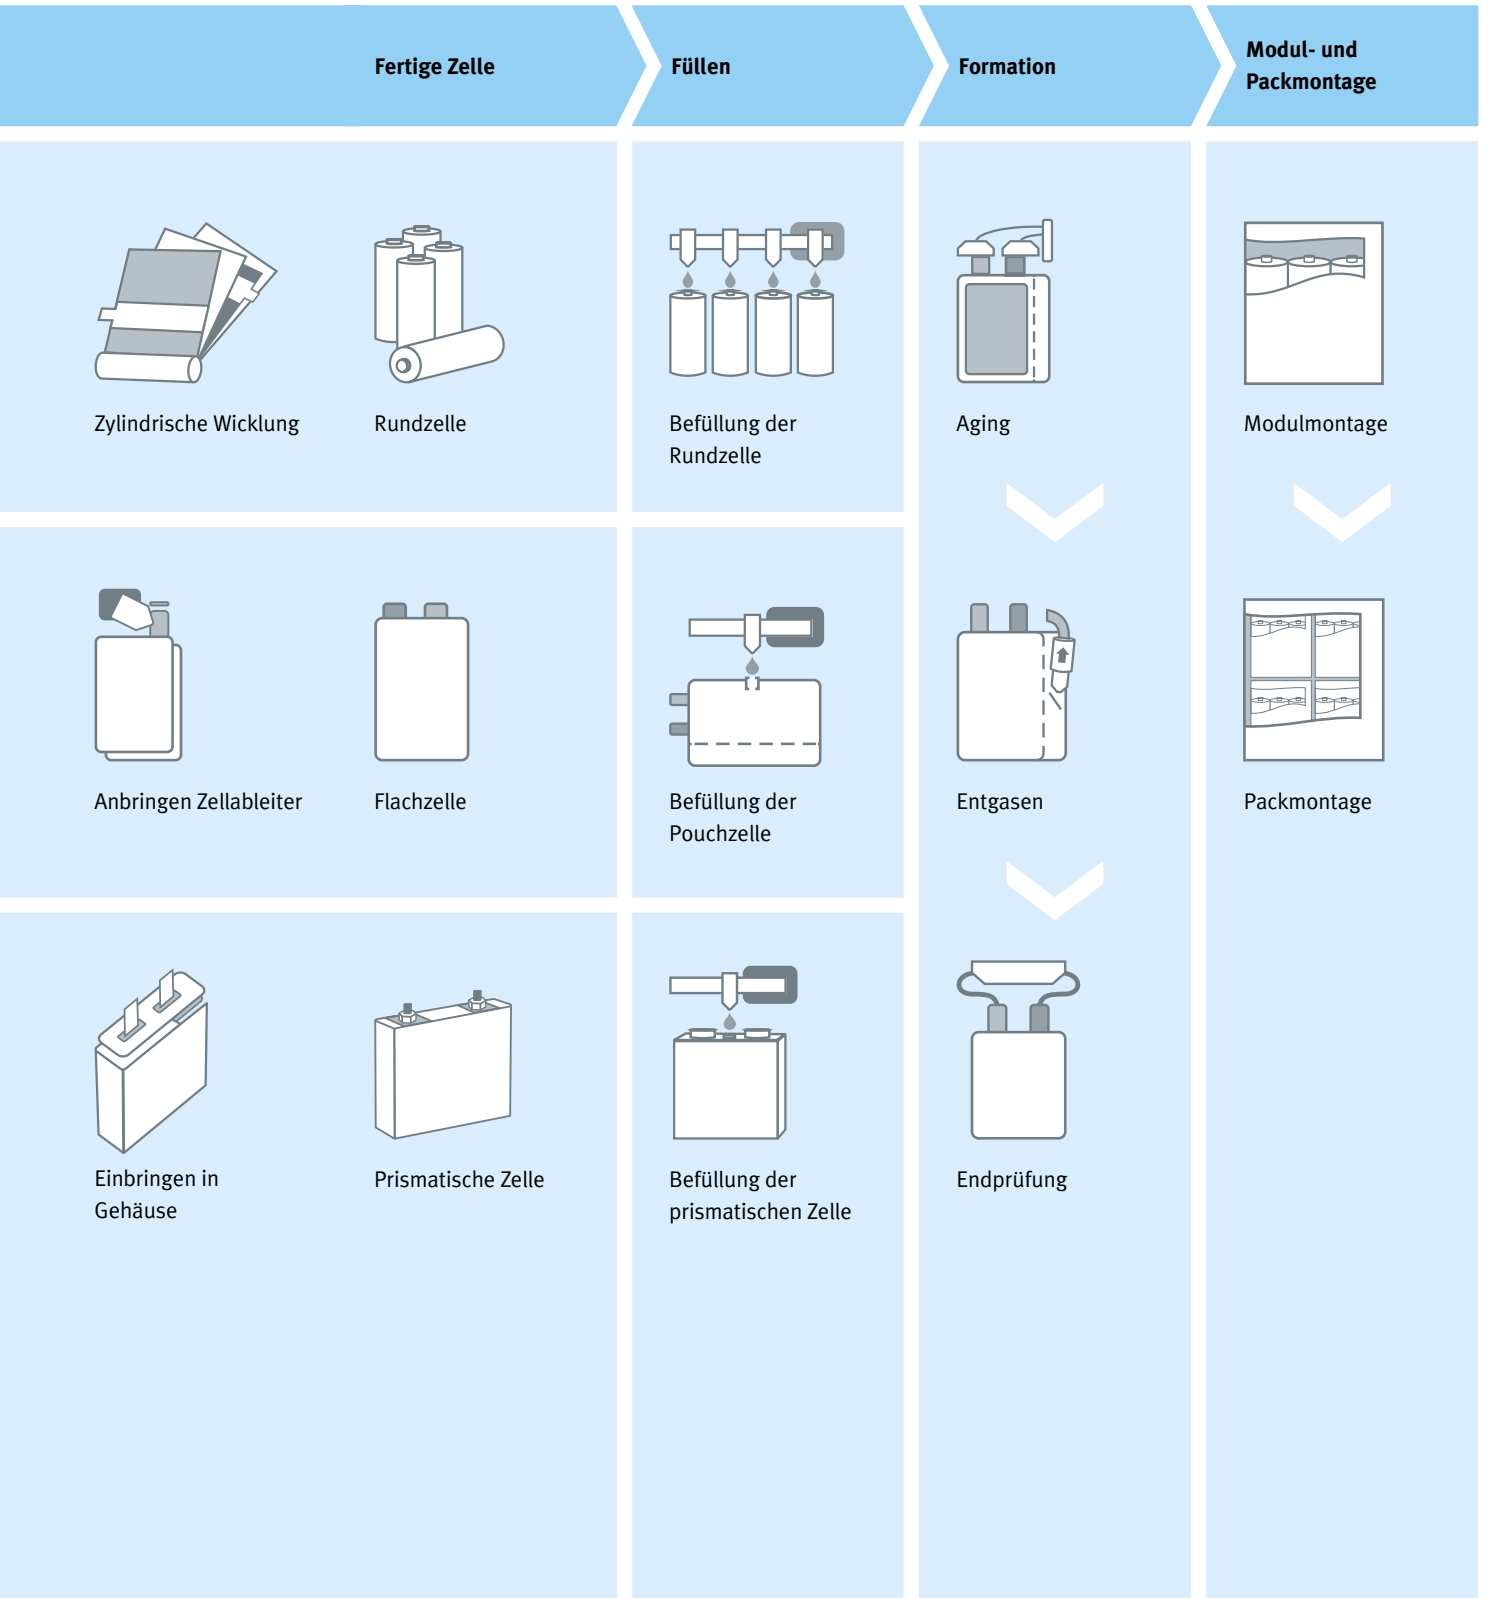 Fertige Zelle
Füllen
Formation
Modul- und
Packmontage
Zylindrische Wicklung
Rundzelle
Befüllung der
Rundzelle
Aging
Modulmontage
Anbringen Zellableiter
Flachzelle
Befüllung der
Pouchzelle
Entgasen
Packmontage
Einbringen in
Gehäuse
Prismatische Zelle
Befüllung der
prismatischen Zelle
Endprüfung